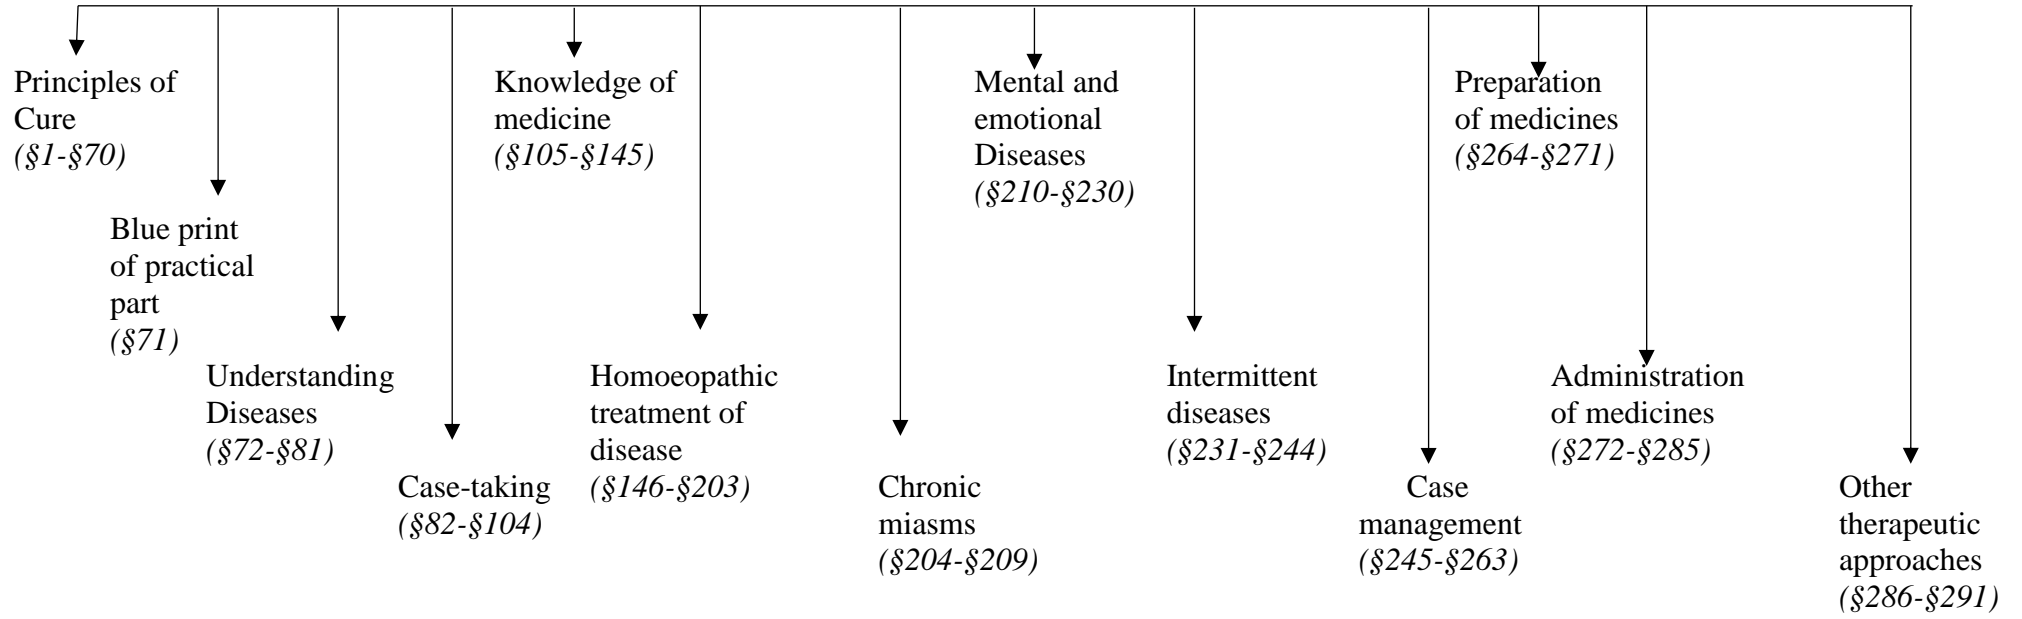 Principles of
Cure
(§1-§70)
Blue print
of practical
part
(§71)
Understanding
Diseases
(§72-§81)
Case-taking
(§82-§104)
Knowledge of
medicine
(§105-§145)
Homoeopathic
treatment of
disease
(§146-§203)
Chronic
miasms
(§204-§209)
Mental and
emotional
Diseases
(§210-§230)
Intermittent
diseases
(§231-§244)
Case
management
(§245-§263)
Preparation
of medicines
(§264-§271)
Administration
of medicines
(§272-§285)
Other
therapeutic
approaches
(§286-§291)